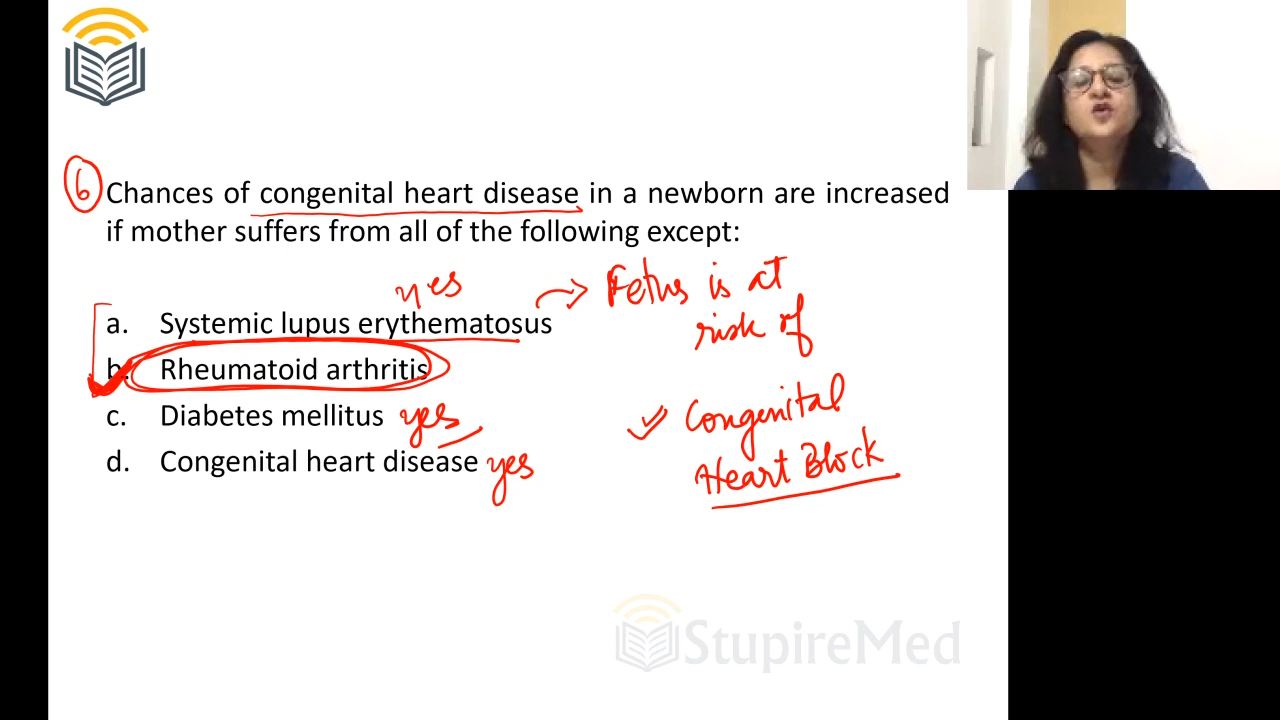 6
Chances of congenital heart disease in a newborn are increased
if mother suffers from all of the following except:
yes
Fetus is at
risk of
a. Systemic lupus erythematosus
b. Rheumatoid arthritis
c. Diabetes mellitus yes
d. Congenital heart disease yes
Congenital
Heart Block
StupireMed